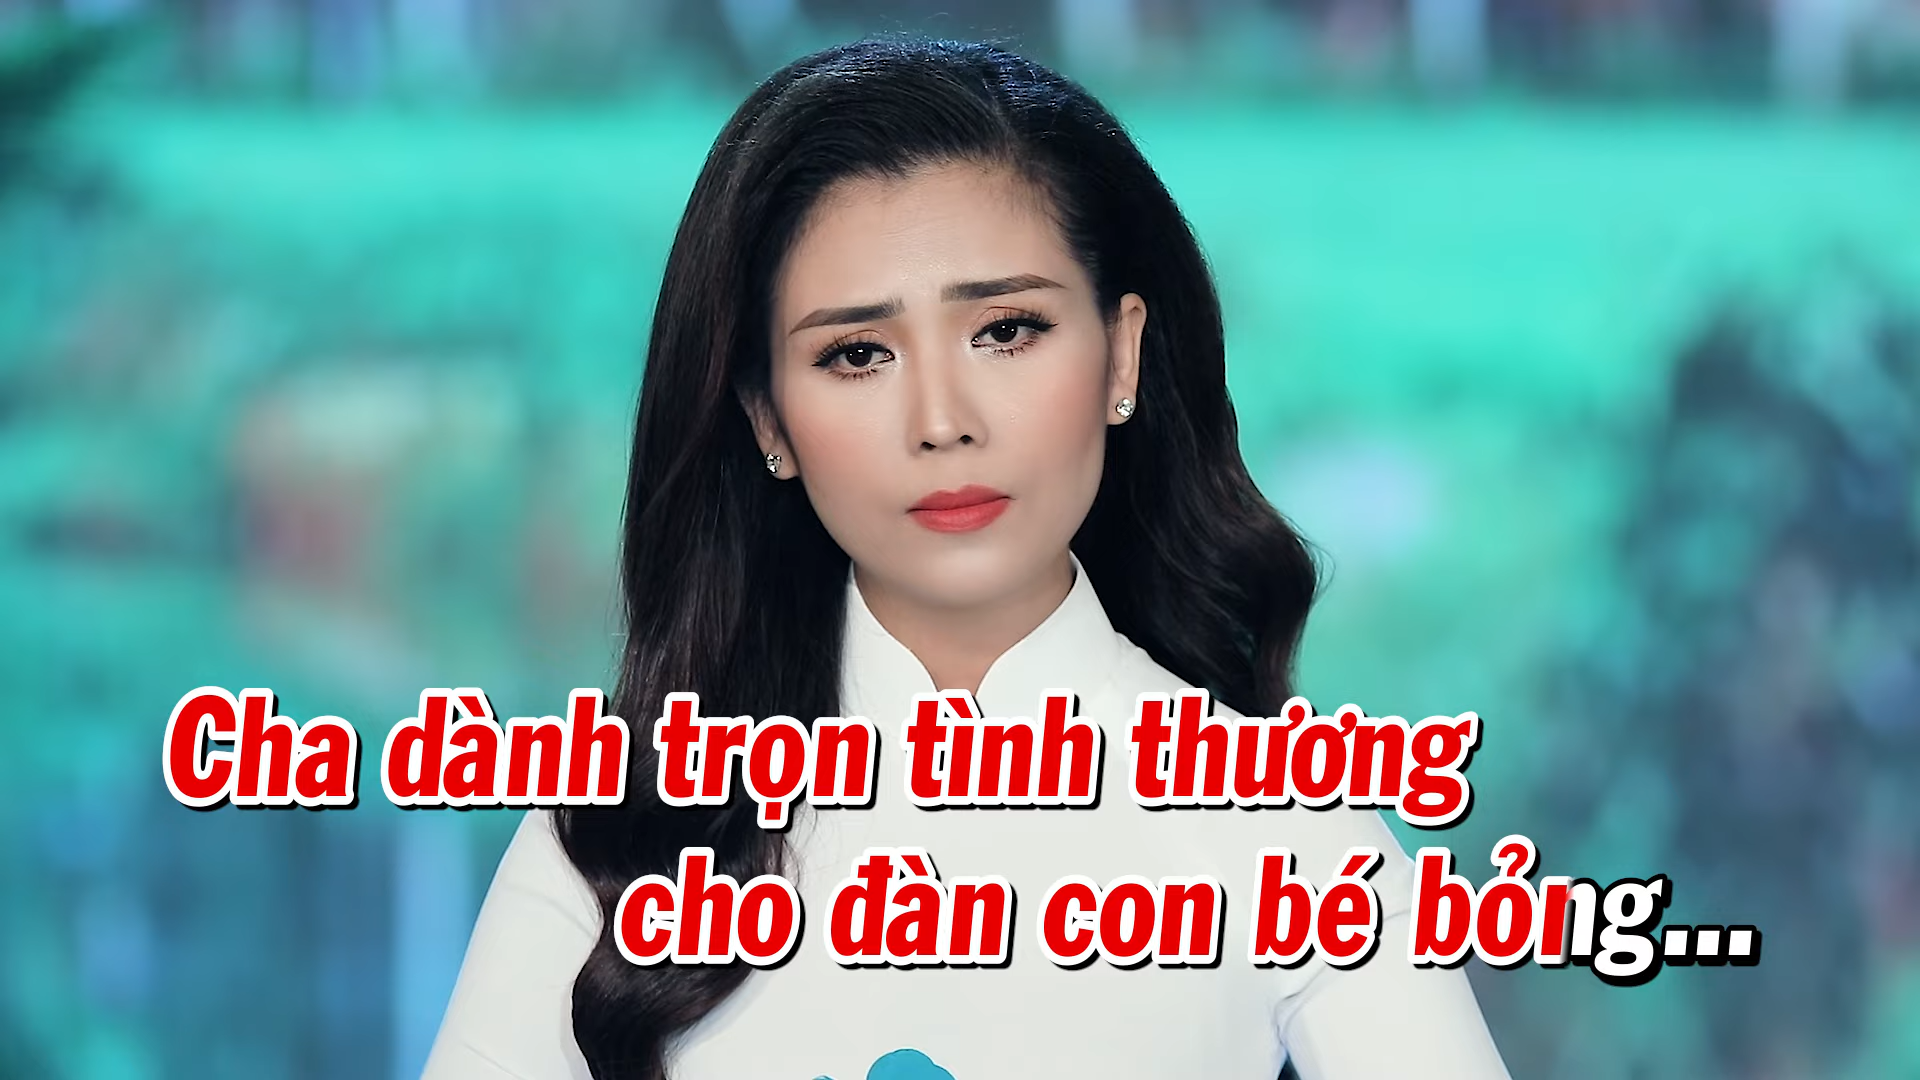 Cha dành trọn tình thương
cho đàn con bé bỏng...